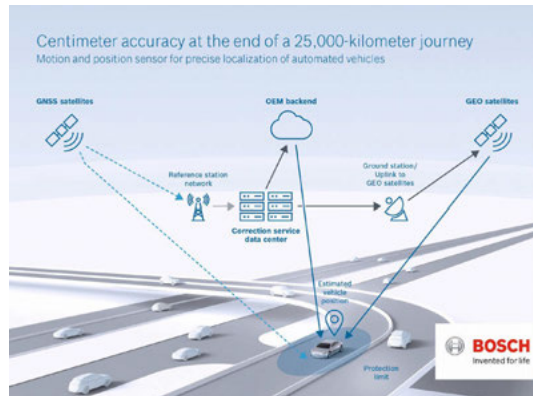 Centimeter accuracy at the end of a 25,000-kilometer journey
Motion and position sensor for precise localization of automated vehicles
GNSS satellites
OEM backend
GEO satellites
Reference station
network
Ground station/
Uplink to
GEO satellites
Correction service
data center
Estimated
vehicle
position
Protection
limit
BOSCH
Invented for life